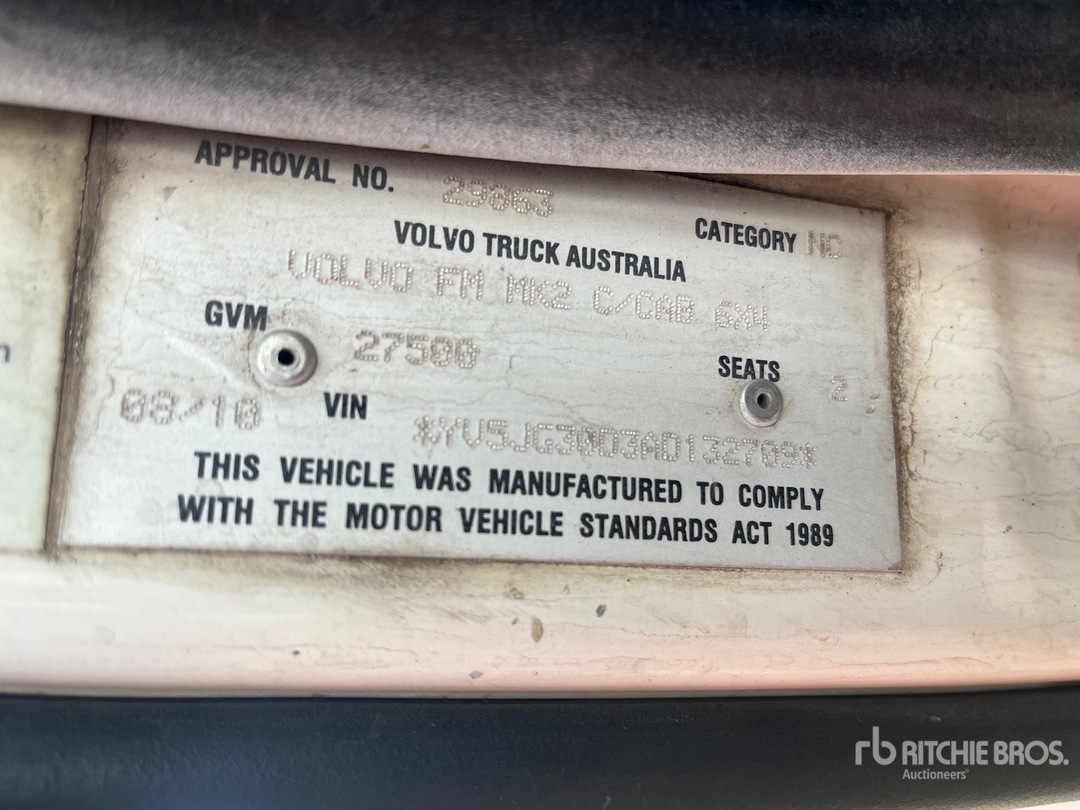 APPROVAL NO. 29863
CATEGORY NC
VOLVO TRUCK AUSTRALIA
VOLVO FM MK2 C/CAB 6X4
GVM 27500
SEATS 2
08/10 VIN *YV5JG30D3AD132709*
THIS VEHICLE WAS MANUFACTURED TO COMPLY
WITH THE MOTOR VEHICLE STANDARDS ACT 1989
rb RITCHIE BROS.
Auctioneers